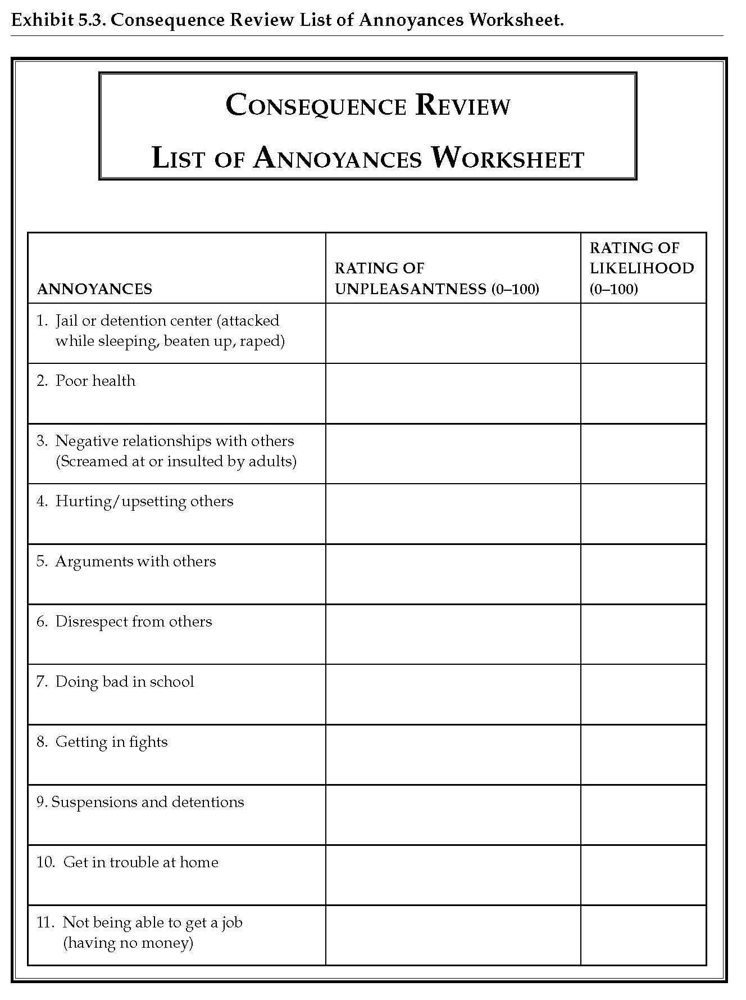 Exhibit 5.3. Consequence Review List of Annoyances Worksheet.
CONSEQUENCE REVIEW
LIST OF ANNOYANCES WORKSHEET
ANNOYANCES
RATING OF
UNPLEASANTNESS (0–100)
RATING OF
LIKELIHOOD
(0–100)
1. Jail or detention center (attacked
while sleeping, beaten up, raped)
2. Poor health
3. Negative relationships with others
(Screamed at or insulted by adults)
4. Hurting/upsetting others
5. Arguments with others
6. Disrespect from others
7. Doing bad in school
8. Getting in fights
9. Suspensions and detentions
10. Get in trouble at home
11. Not being able to get a job
(having no money)